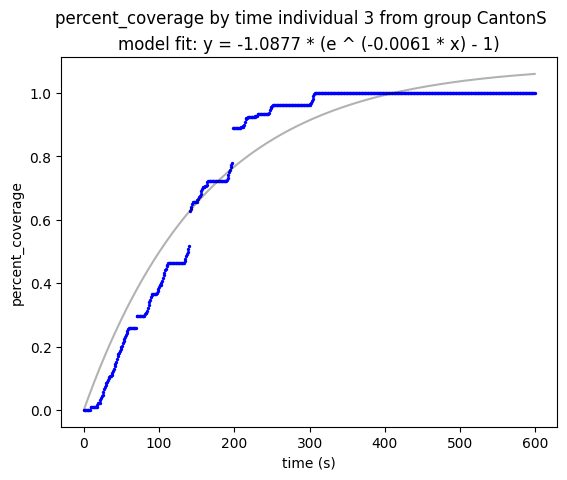 percent_coverage by time individual 3 from group CantonS
model fit: y = -1.0877 * (e ^ (-0.0061 * x) - 1)
1.0
0.8
0.6
0.4
0.2
0.0
percent_coverage
0 100 200 300 400 500 600
time (s)